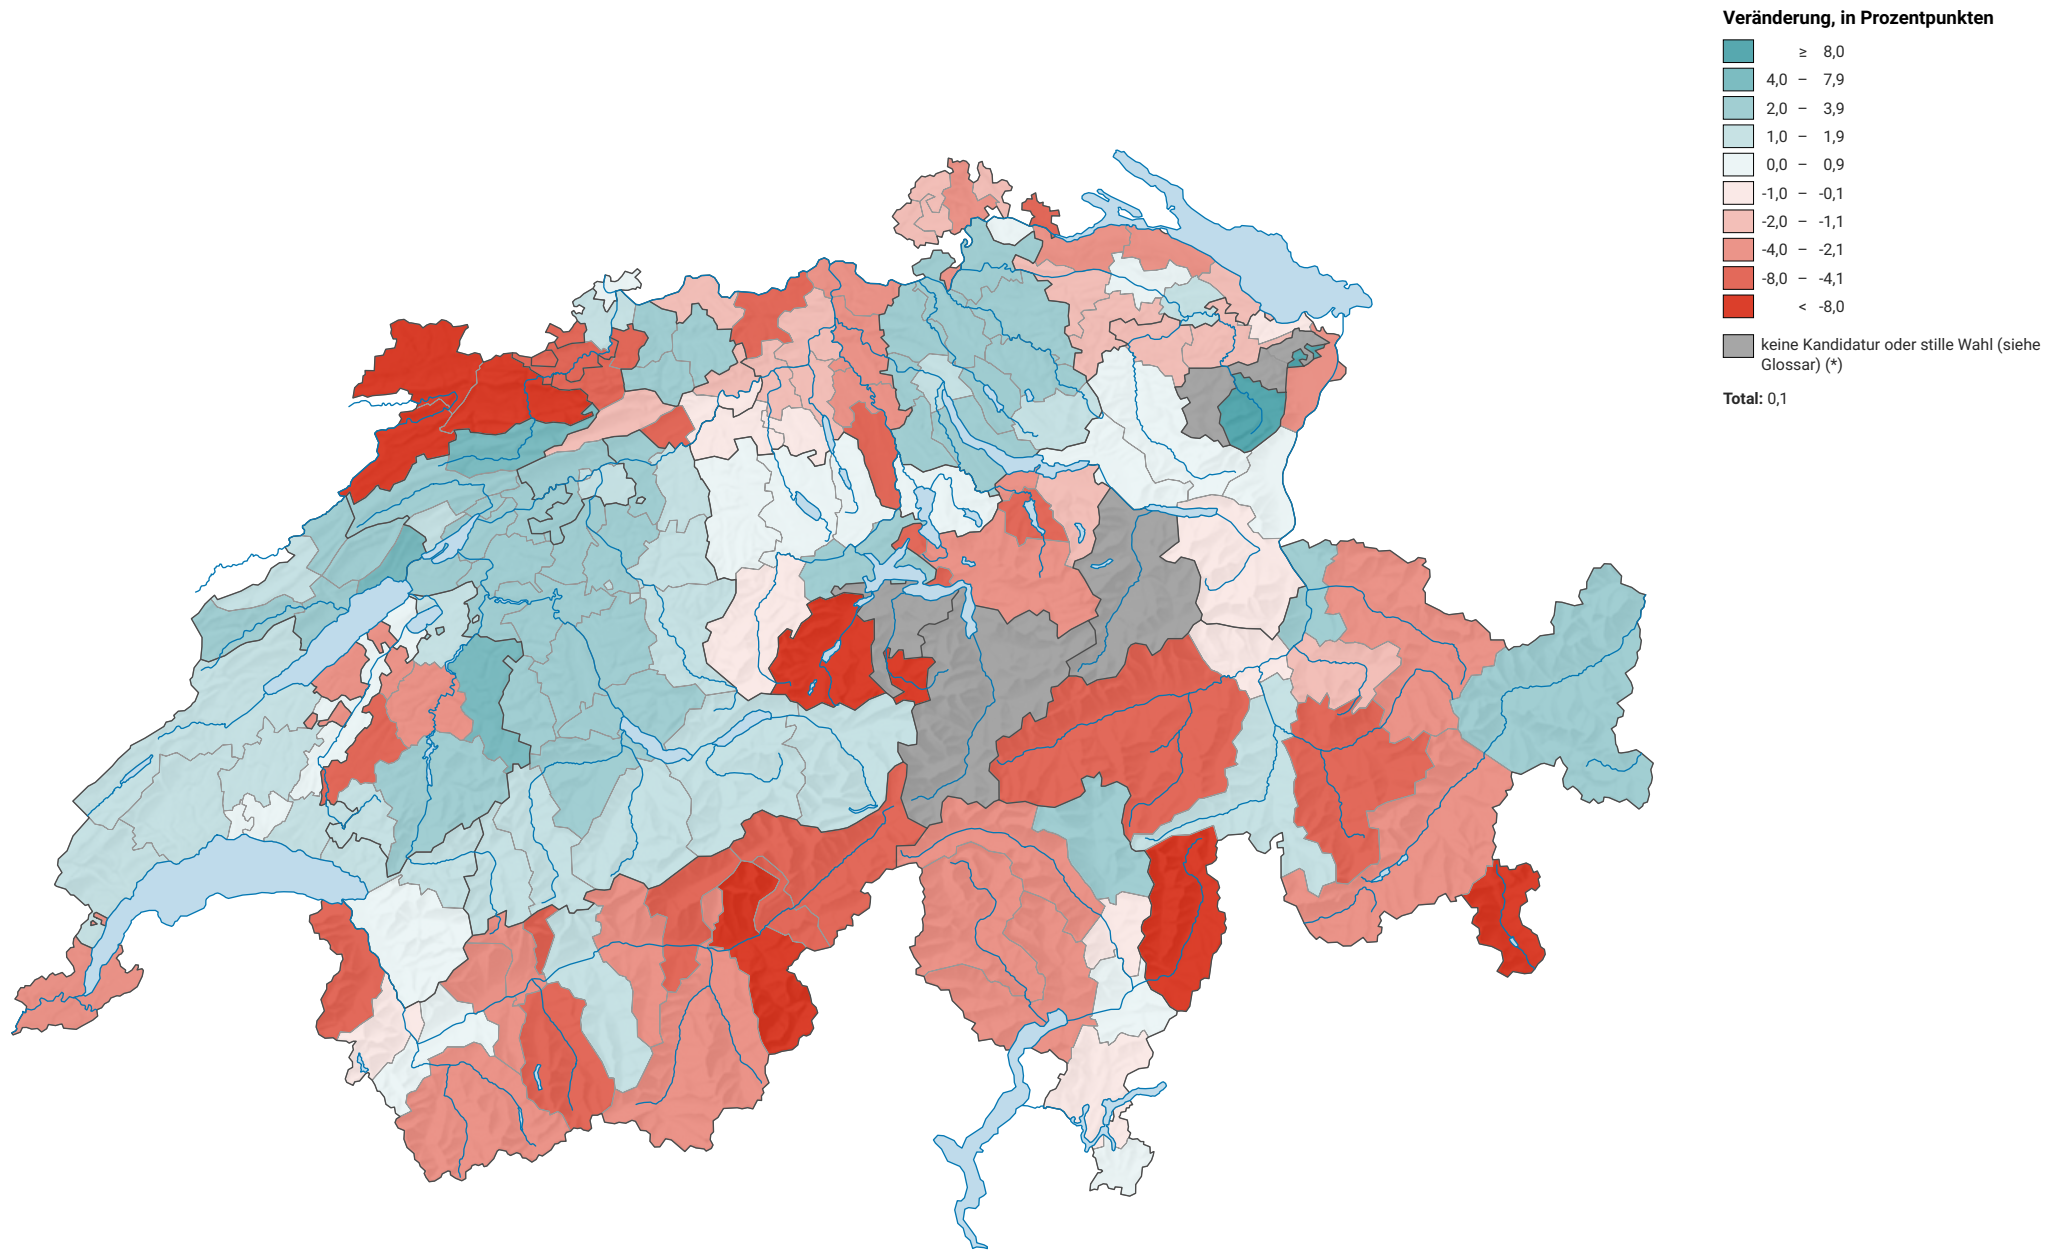 Veränderung, in Prozentpunkten
≥ 8,0
4,0 – 7,9
2,0 – 3,9
1,0 – 1,9
0,0 – 0,9
-1,0 – -0,1
-2,0 – -1,1
-4,0 – -2,1
-8,0 – -4,1
< -8,0
keine Kandidatur oder stille Wahl (siehe
Glossar) (*)
Total: 0,1